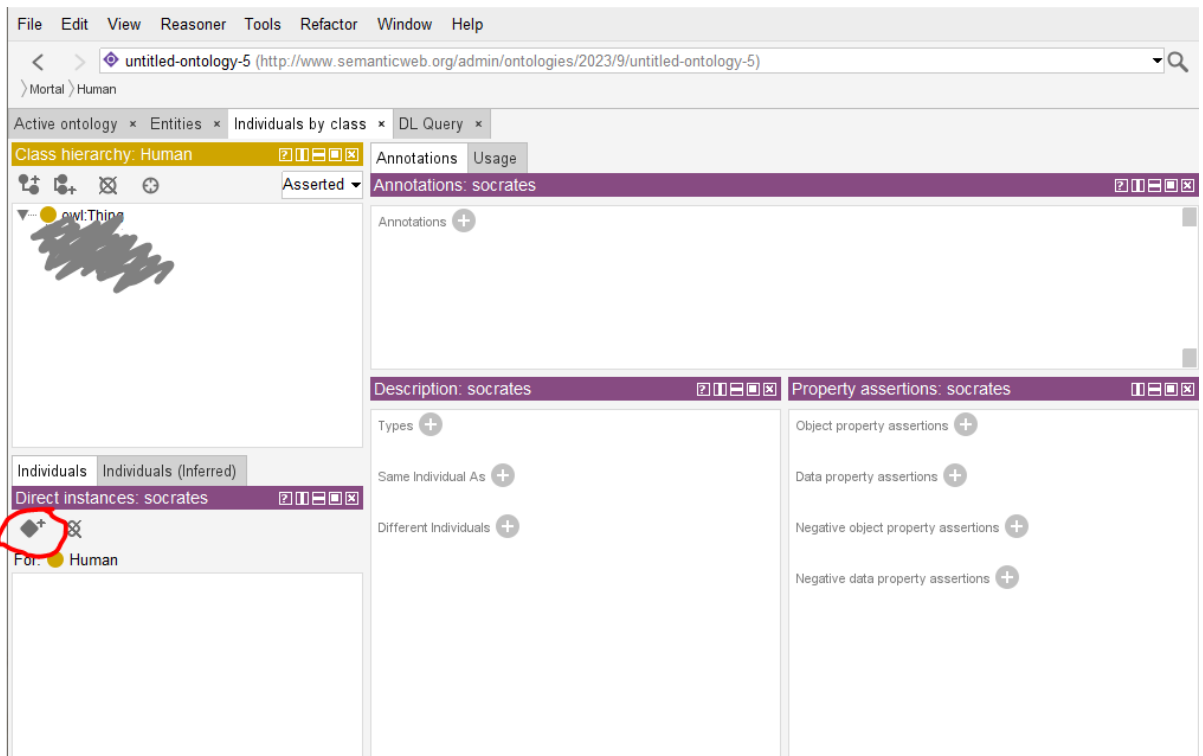 File Edit View Reasoner Tools Refactor Window Help
untitled-ontology-5 (http://www.semanticweb.org/admin/ontologies/2023/9/untitled-ontology-5)
Mortal Human
Active ontology × Entities × Individuals by class × DL Query ×
Class hierarchy: Human
Asserted
owl:Thing
Annotations Usage
Annotations: socrates
Annotations
Individuals Individuals (Inferred)
Direct instances: socrates
For: Human
Description: socrates
Types
Same Individual As
Different Individuals
Property assertions: socrates
Object property assertions
Data property assertions
Negative object property assertions
Negative data property assertions